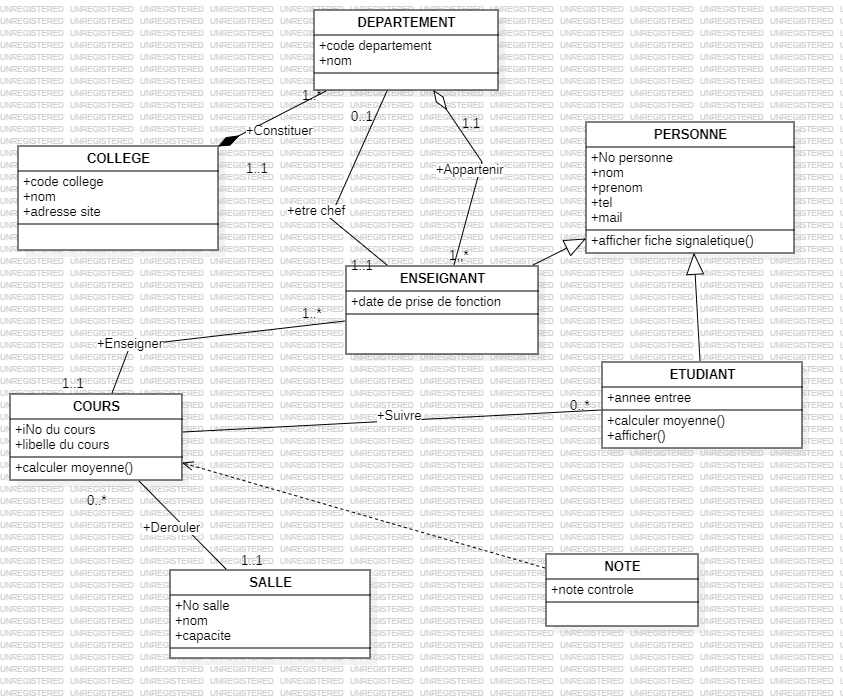 DEPARTEMENT
+code departement
+nom
1..*
0..1
1.1
+Constituer
COLLEGE
+code college
+nom
+adresse site
1..1
+Appartenir
+etre chef
PERSONNE
+No personne
+nom
+prenom
+tel
+mail
+afficher fiche signaletique()
1..1
1..*
ENSEIGNANT
+date de prise de fonction
1..*
+Enseigner
1..1
COURS
+iNo du cours
+libelle du cours
+calculer moyenne()
+Suivre
0..*
ETUDIANT
+annee entree
+calculer moyenne()
+afficher()
0..*
+Derouler
1..1
SALLE
+No salle
+nom
+capacite
NOTE
+note controle
UNREGISTERED